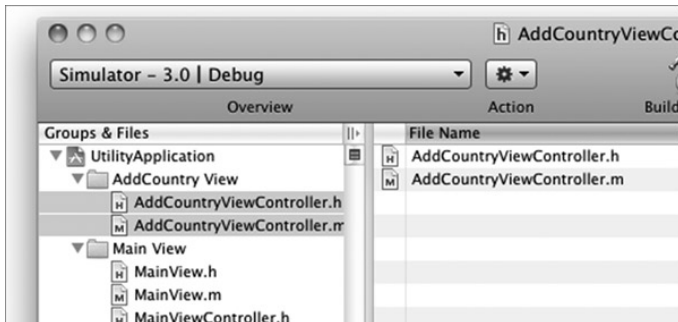 AddCountryViewCo
Simulator – 3.0 | Debug
Overview
Action
Build
Groups & Files
File Name
UtilityApplication
AddCountryViewController.h
AddCountry View
AddCountryViewController.m
AddCountryViewController.h
AddCountryViewController.m
Main View
MainView.h
MainView.m
MainViewController.h